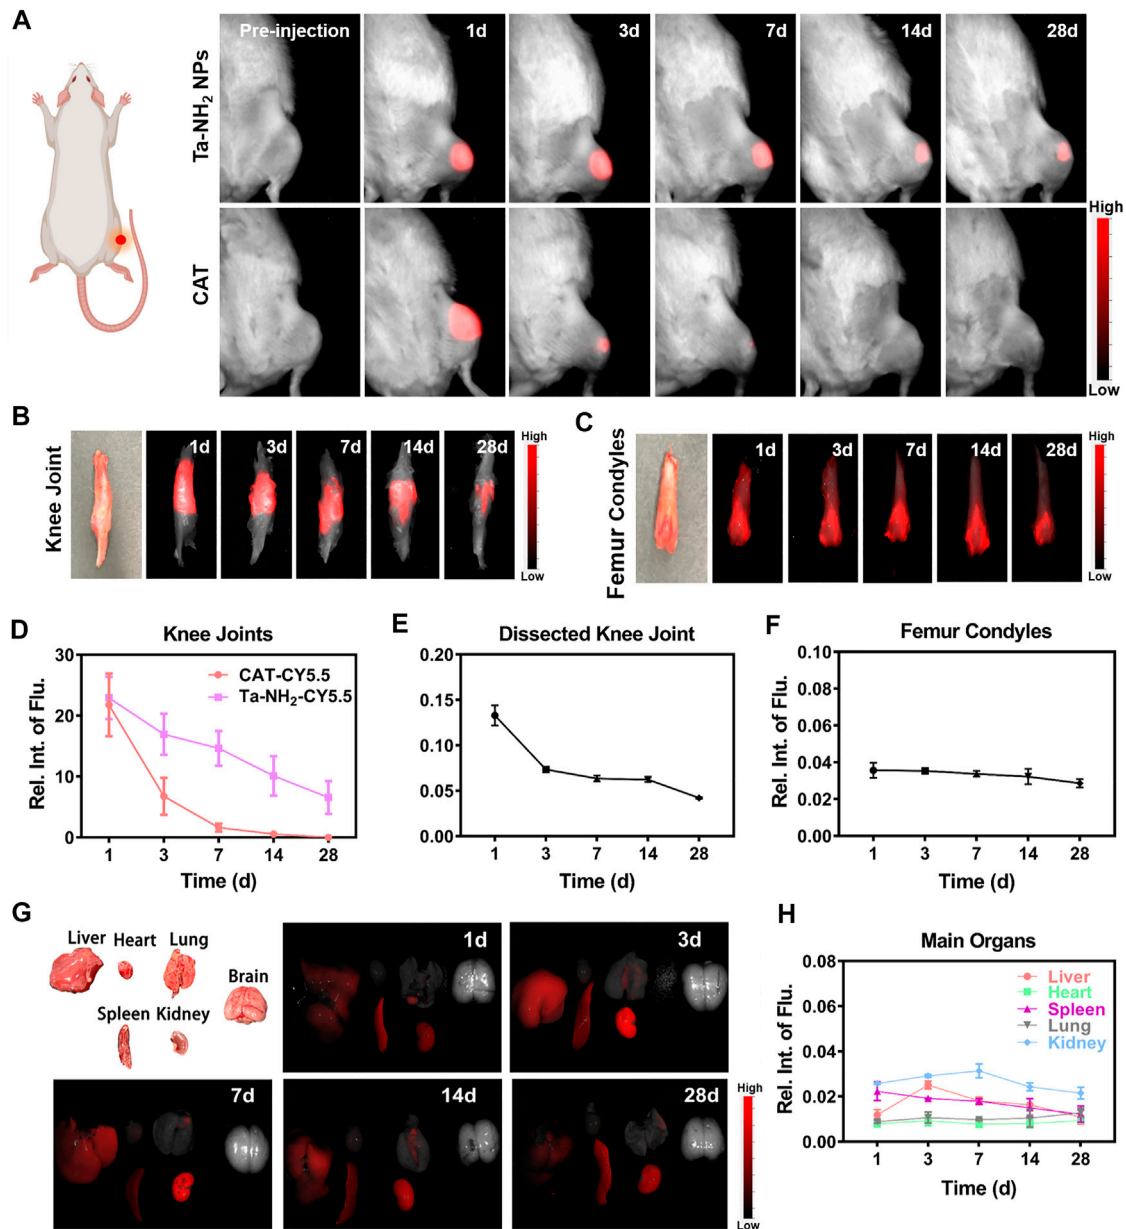 A
Pre-injection 1d 3d 7d 14d 28d
Ta-NH₂ NPs
CAT
High
Low
B
Knee Joint
1d 3d 7d 14d 28d
High
Low
C
Femur Condyles
1d 3d 7d 14d 28d
High
Low
D
Knee Joints
Rel. Int. of Flu.
30
20
10
0
CAT-CY5.5
Ta-NH₂-CY5.5
1 3 7 14 28
Time (d)
E
Dissected Knee Joint
0.20
0.15
0.10
0.05
0.00
1 3 7 14 28
Time (d)
F
Femur Condyles
Rel. Int. of Flu.
0.10
0.08
0.06
0.04
0.02
0.00
1 3 7 14 28
Time (d)
G
Liver Heart Lung
Brain
Spleen Kidney
1d 3d
7d 14d 28d
High
Low
H
Main Organs
Rel. Int. of Flu.
0.08
0.06
0.04
0.02
0.00
Liver
Heart
Spleen
Lung
Kidney
1 3 7 14 28
Time (d)